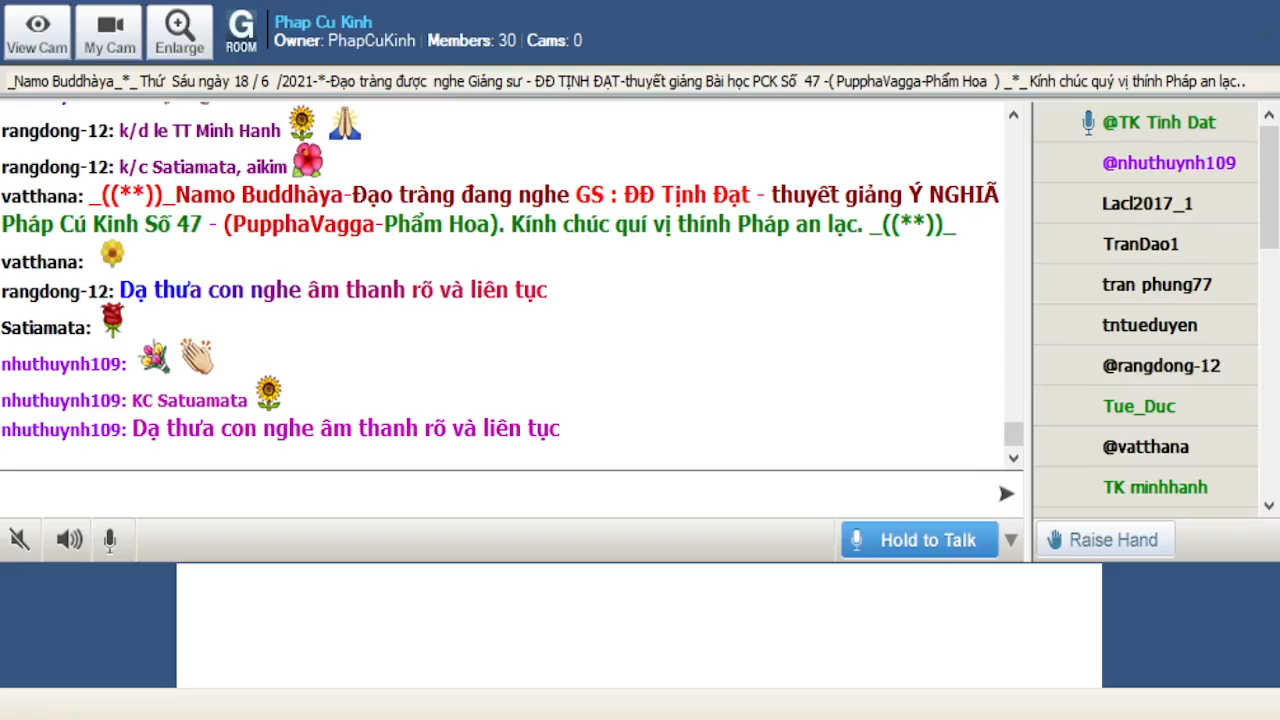 View Cam
My Cam
Enlarge
G
ROOM
Phap Cu Kinh
Owner: PhapCuKinh | Members: 30 | Cams: 0
_Namo Buddhàya_*_ Thứ Sáu ngày 18 / 6 /2021-*-Đạo tràng được nghe Giảng sư - ĐĐ TỊNH ĐẠT-thuyết giảng Bài học PCK Số 47 -( PupphaVagga-Phẩm Hoa ) _*_ Kính chúc quý vị thính Pháp an lạc..
rangdong-12: k/d le TT Minh Hanh
rangdong-12: k/c Satiamata, aikim
vatthana: _((**))_Namo Buddhàya-Đạo tràng đang nghe GS : ĐĐ Tịnh Đạt - thuyết giảng Ý NGHIÃ
Pháp Cú Kinh Số 47 - (PupphaVagga-Phẩm Hoa). Kính chúc quí vị thính Pháp an lạc. _((**))_
vatthana:
rangdong-12: Dạ thưa con nghe âm thanh rõ và liên tục
Satiamata:
nhuthuynh109:
nhuthuynh109: KC Satuamata
nhuthuynh109: Dạ thưa con nghe âm thanh rõ và liên tục
@TK Tinh Dat
@nhuthuynh109
Lacl2017_1
TranDao1
tran phung77
tntueduyen
@rangdong-12
Tue_Duc
@vatthana
TK minhhanh
Hold to Talk
Raise Hand